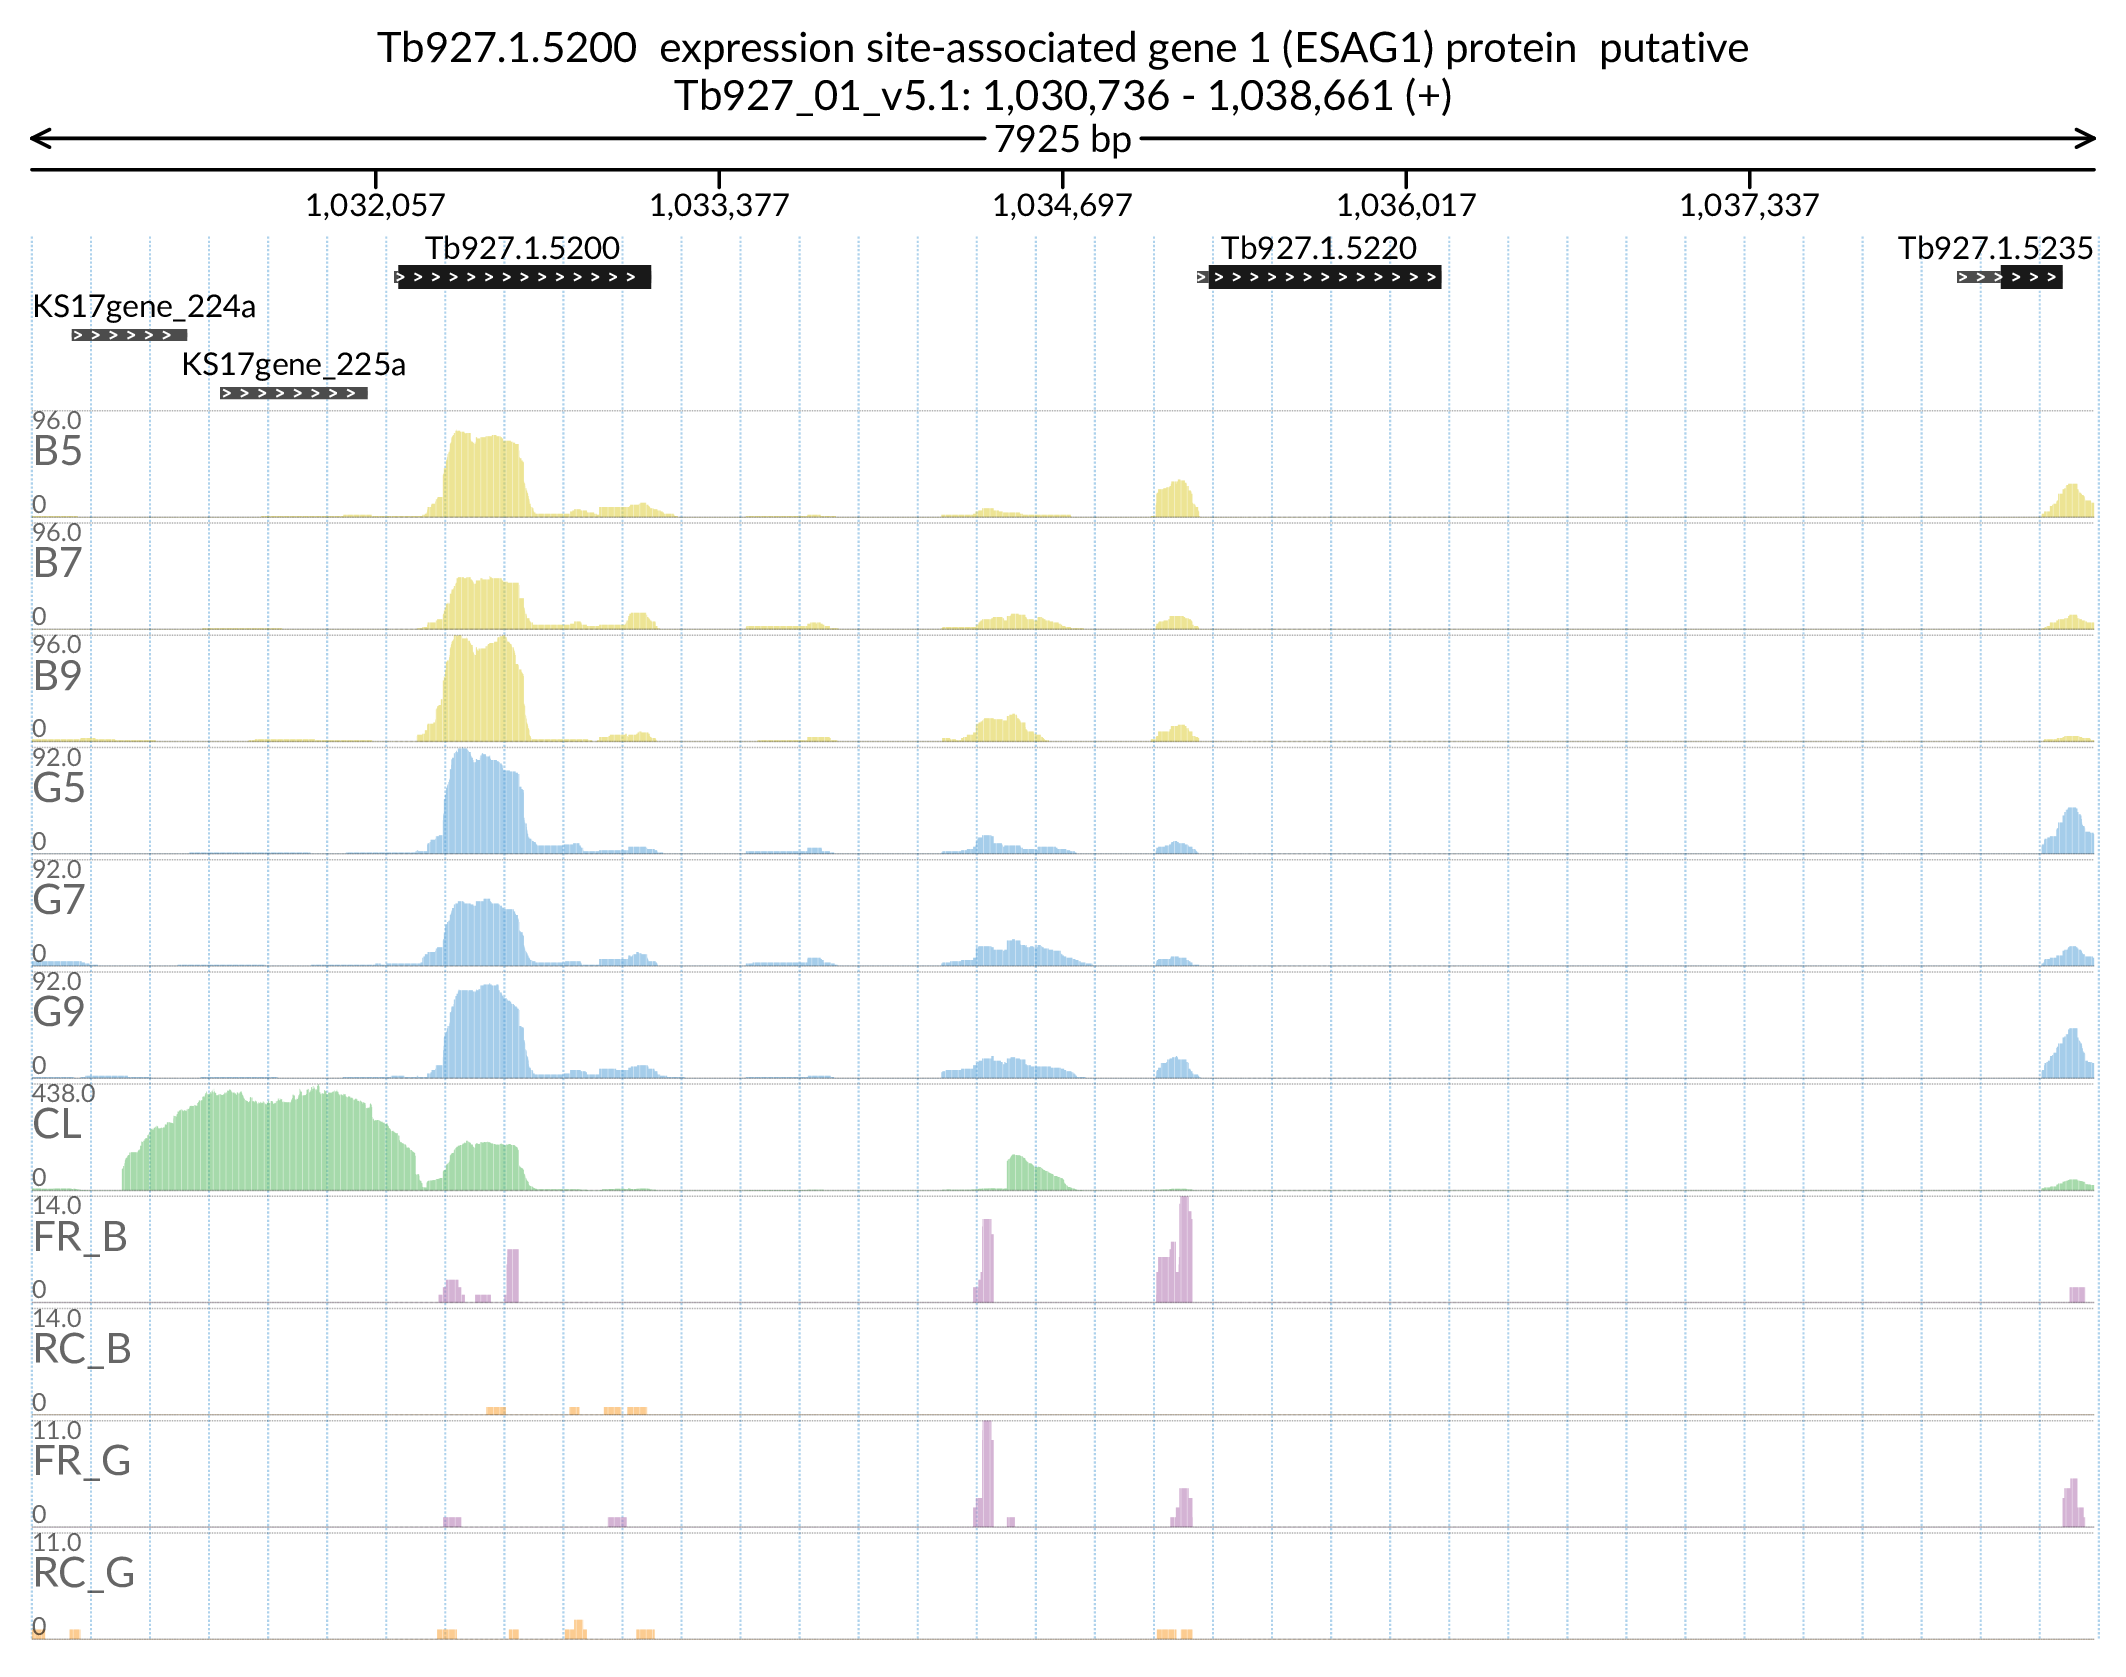 Tb927.1.5200  expression site-associated gene 1 (ESAG1) protein  putative
Tb927_01_v5.1: 1,030,736 - 1,038,661 (+)
7925 bp
1,032,057 1,033,377 1,034,697 1,036,017 1,037,337
Tb927.1.5200 Tb927.1.5220 Tb927.1.5235
KS17gene_224a
KS17gene_225a
96.0
B5
0
96.0
B7
0
96.0
B9
0
92.0
G5
0
92.0
G7
0
92.0
G9
0
438.0
CL
0
14.0
FR_B
0
14.0
RC_B
0
11.0
FR_G
0
11.0
RC_G
0